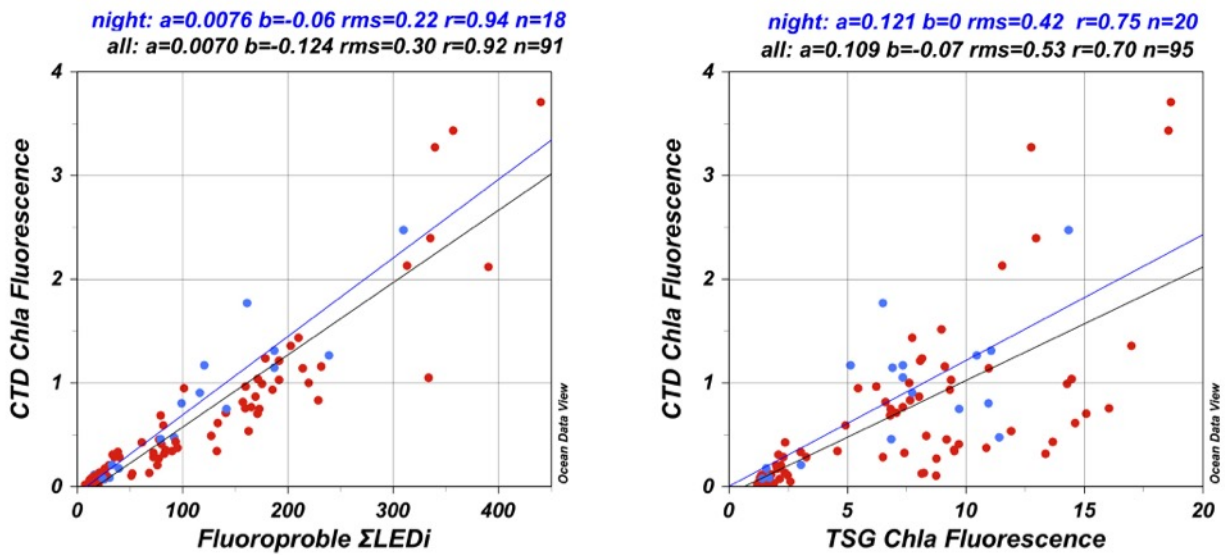 night: a=0.0076 b=-0.06 rms=0.22 r=0.94 n=18
all: a=0.0070 b=-0.124 rms=0.30 r=0.92 n=91
4
3
2
1
0
CTD Chla Fluorescence
0 100 200 300 400
Fluoroproble ΣLEDi
Ocean Data View
night: a=0.121 b=0 rms=0.42 r=0.75 n=20
all: a=0.109 b=-0.07 rms=0.53 r=0.70 n=95
4
3
2
1
0
CTD Chla Fluorescence
0 5 10 15 20
TSG Chla Fluorescence
Ocean Data View